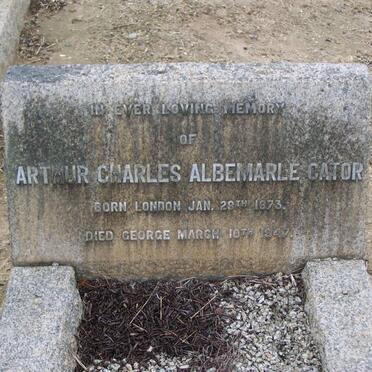 IN EVER LOVING MEMORY
OF
ARTHUR CHARLES ALBEMARLE CATOR
BORN LONDON JAN. 29TH 1873.
DIED GEORGE MARCH 10TH 1947.